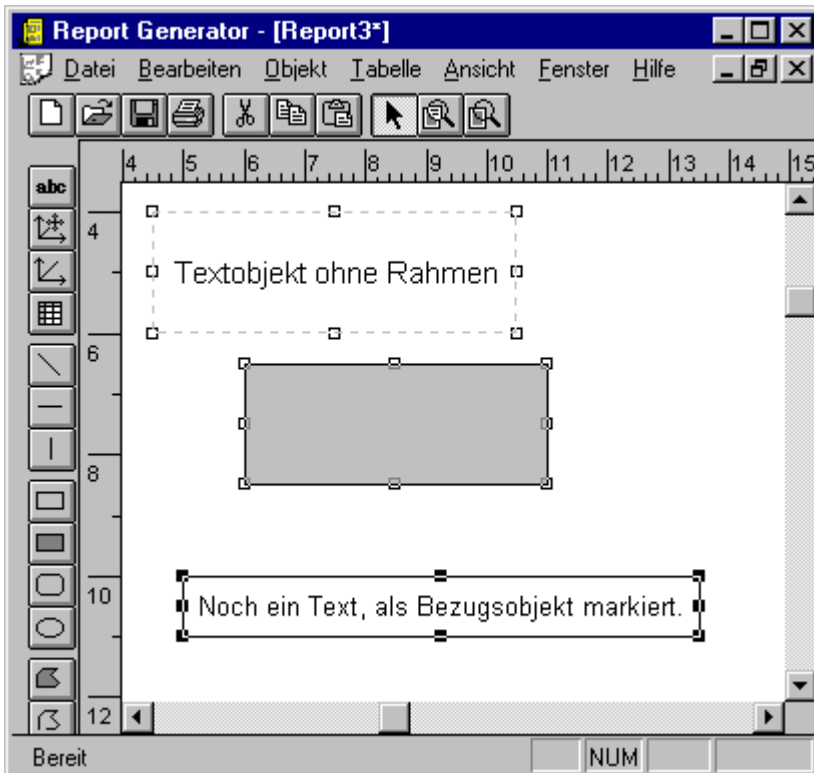 Report Generator - [Report3*]
Datei Bearbeiten Objekt Tabelle Ansicht Fenster Hilfe
4 5 6 7 8 9 10 11 12 13 14 15
abc
4
Textobjekt ohne Rahmen
6
8
10
Noch ein Text, als Bezugsobjekt markiert.
12
Bereit NUM